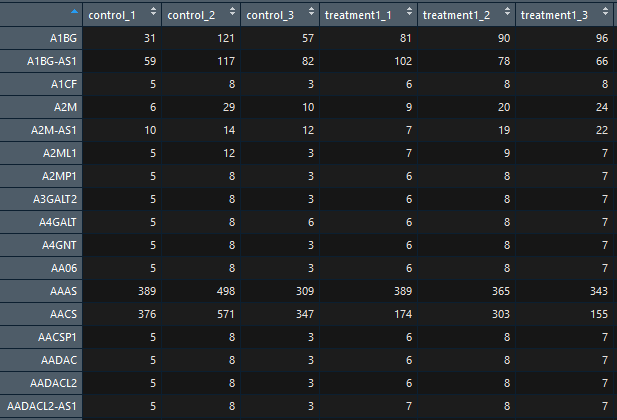 control_1 control_2 control_3 treatment1_1 treatment1_2 treatment1_3
A1BG 31 121 57 81 90 96
A1BG-AS1 59 117 82 102 78 66
A1CF 5 8 3 6 8 8
A2M 6 29 10 9 20 24
A2M-AS1 10 14 12 7 19 22
A2ML1 5 12 3 7 9 7
A2MP1 5 8 3 6 8 7
A3GALT2 5 8 3 6 8 7
A4GALT 5 8 6 6 8 7
A4GNT 5 8 3 6 8 7
AA06 5 8 3 6 8 7
AAAS 389 498 309 389 365 343
AACS 376 571 347 174 303 155
AACSP1 5 8 3 6 8 7
AADAC 5 8 3 6 8 7
AADACL2 5 8 3 6 8 7
AADACL2-AS1 5 8 3 7 8 7